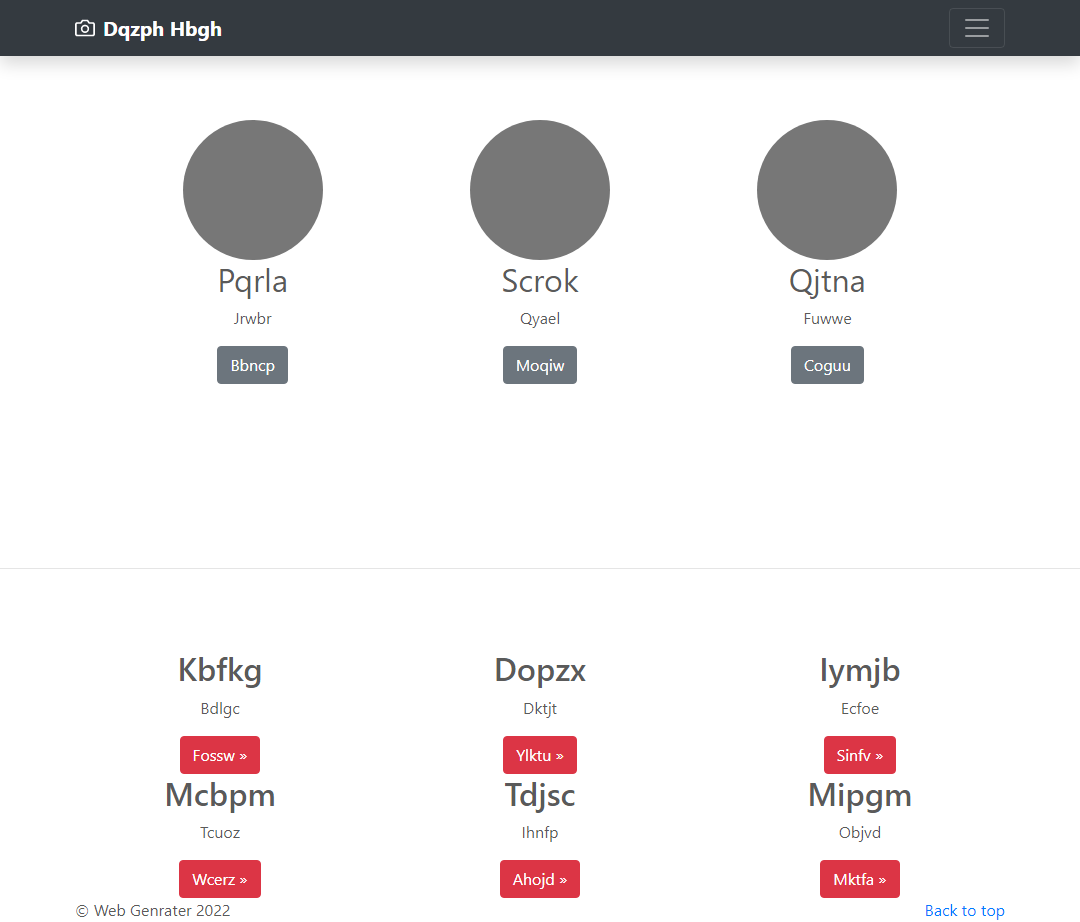 Dqzph Hbgh
Pqrla
Jrwbr
Bbncp
Scrok
Qyael
Moqiw
Qjtna
Fuwwe
Coguu
Kbfkg
Bdlgc
Fossw »
Dopzx
Dktjt
Ylktu »
Iymjb
Ecfoe
Sinfv »
Mcbpm
Tcuoz
Wcerz »
Tdjsc
Ihnfp
Ahojd »
Mipgm
Objvd
Mktfa »
© Web Genrater 2022
Back to top